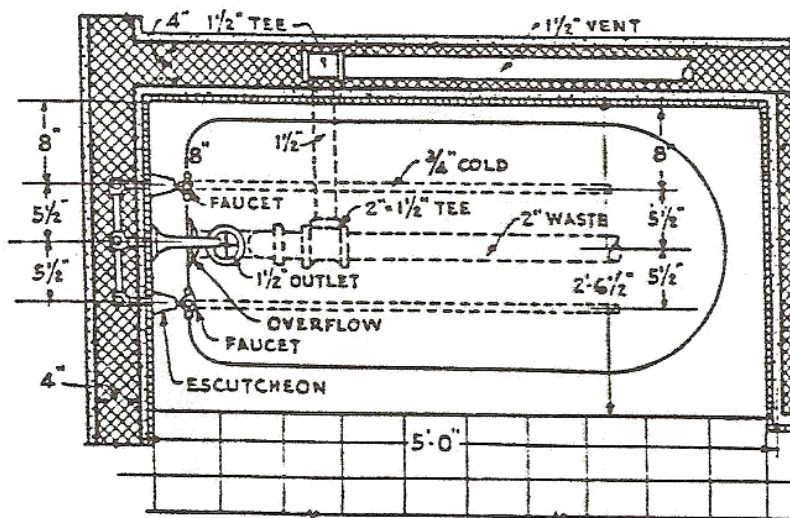 4" 1½" TEE 1½" VENT
8" 8" 1½" ¾" COLD 8"
FAUCET
5½" 2"=1½" TEE 2" WASTE 5½"
5½" 1½" OUTLET 2'-6½" 5½"
OVERFLOW
FAUCET
4" ESCUTCHEON
5'-0"